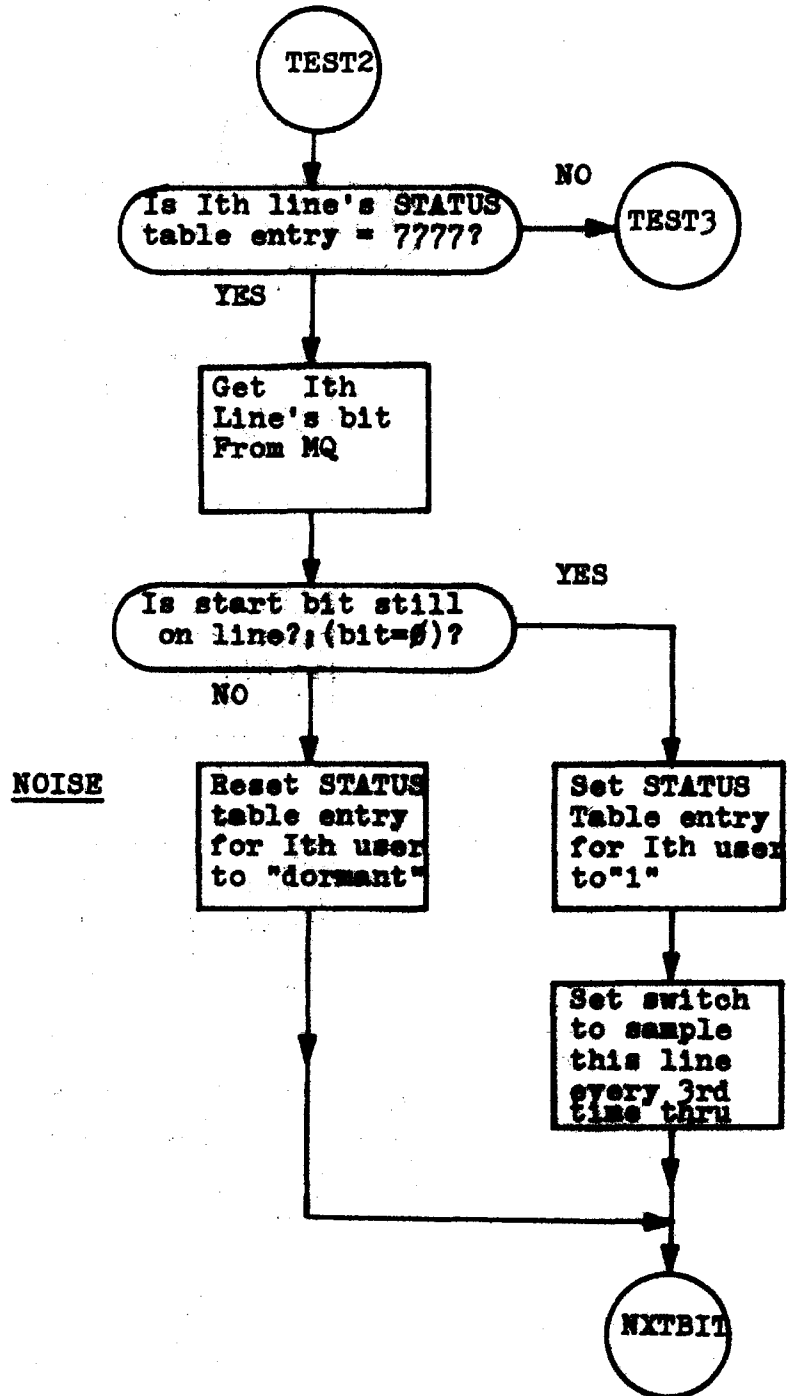 TEST2
Is Ith line's STATUS
table entry = 7777?
NO
TEST3
YES
Get Ith
Line's bit
From MQ
Is start bit still
on line?;(bit=Ø)?
YES
NO
NOISE
Reset STATUS
table entry
for Ith user
to "dormant"
Set STATUS
Table entry
for Ith user
to"1"
Set switch
to sample
this line
every 3rd
time thru
NXTBIT